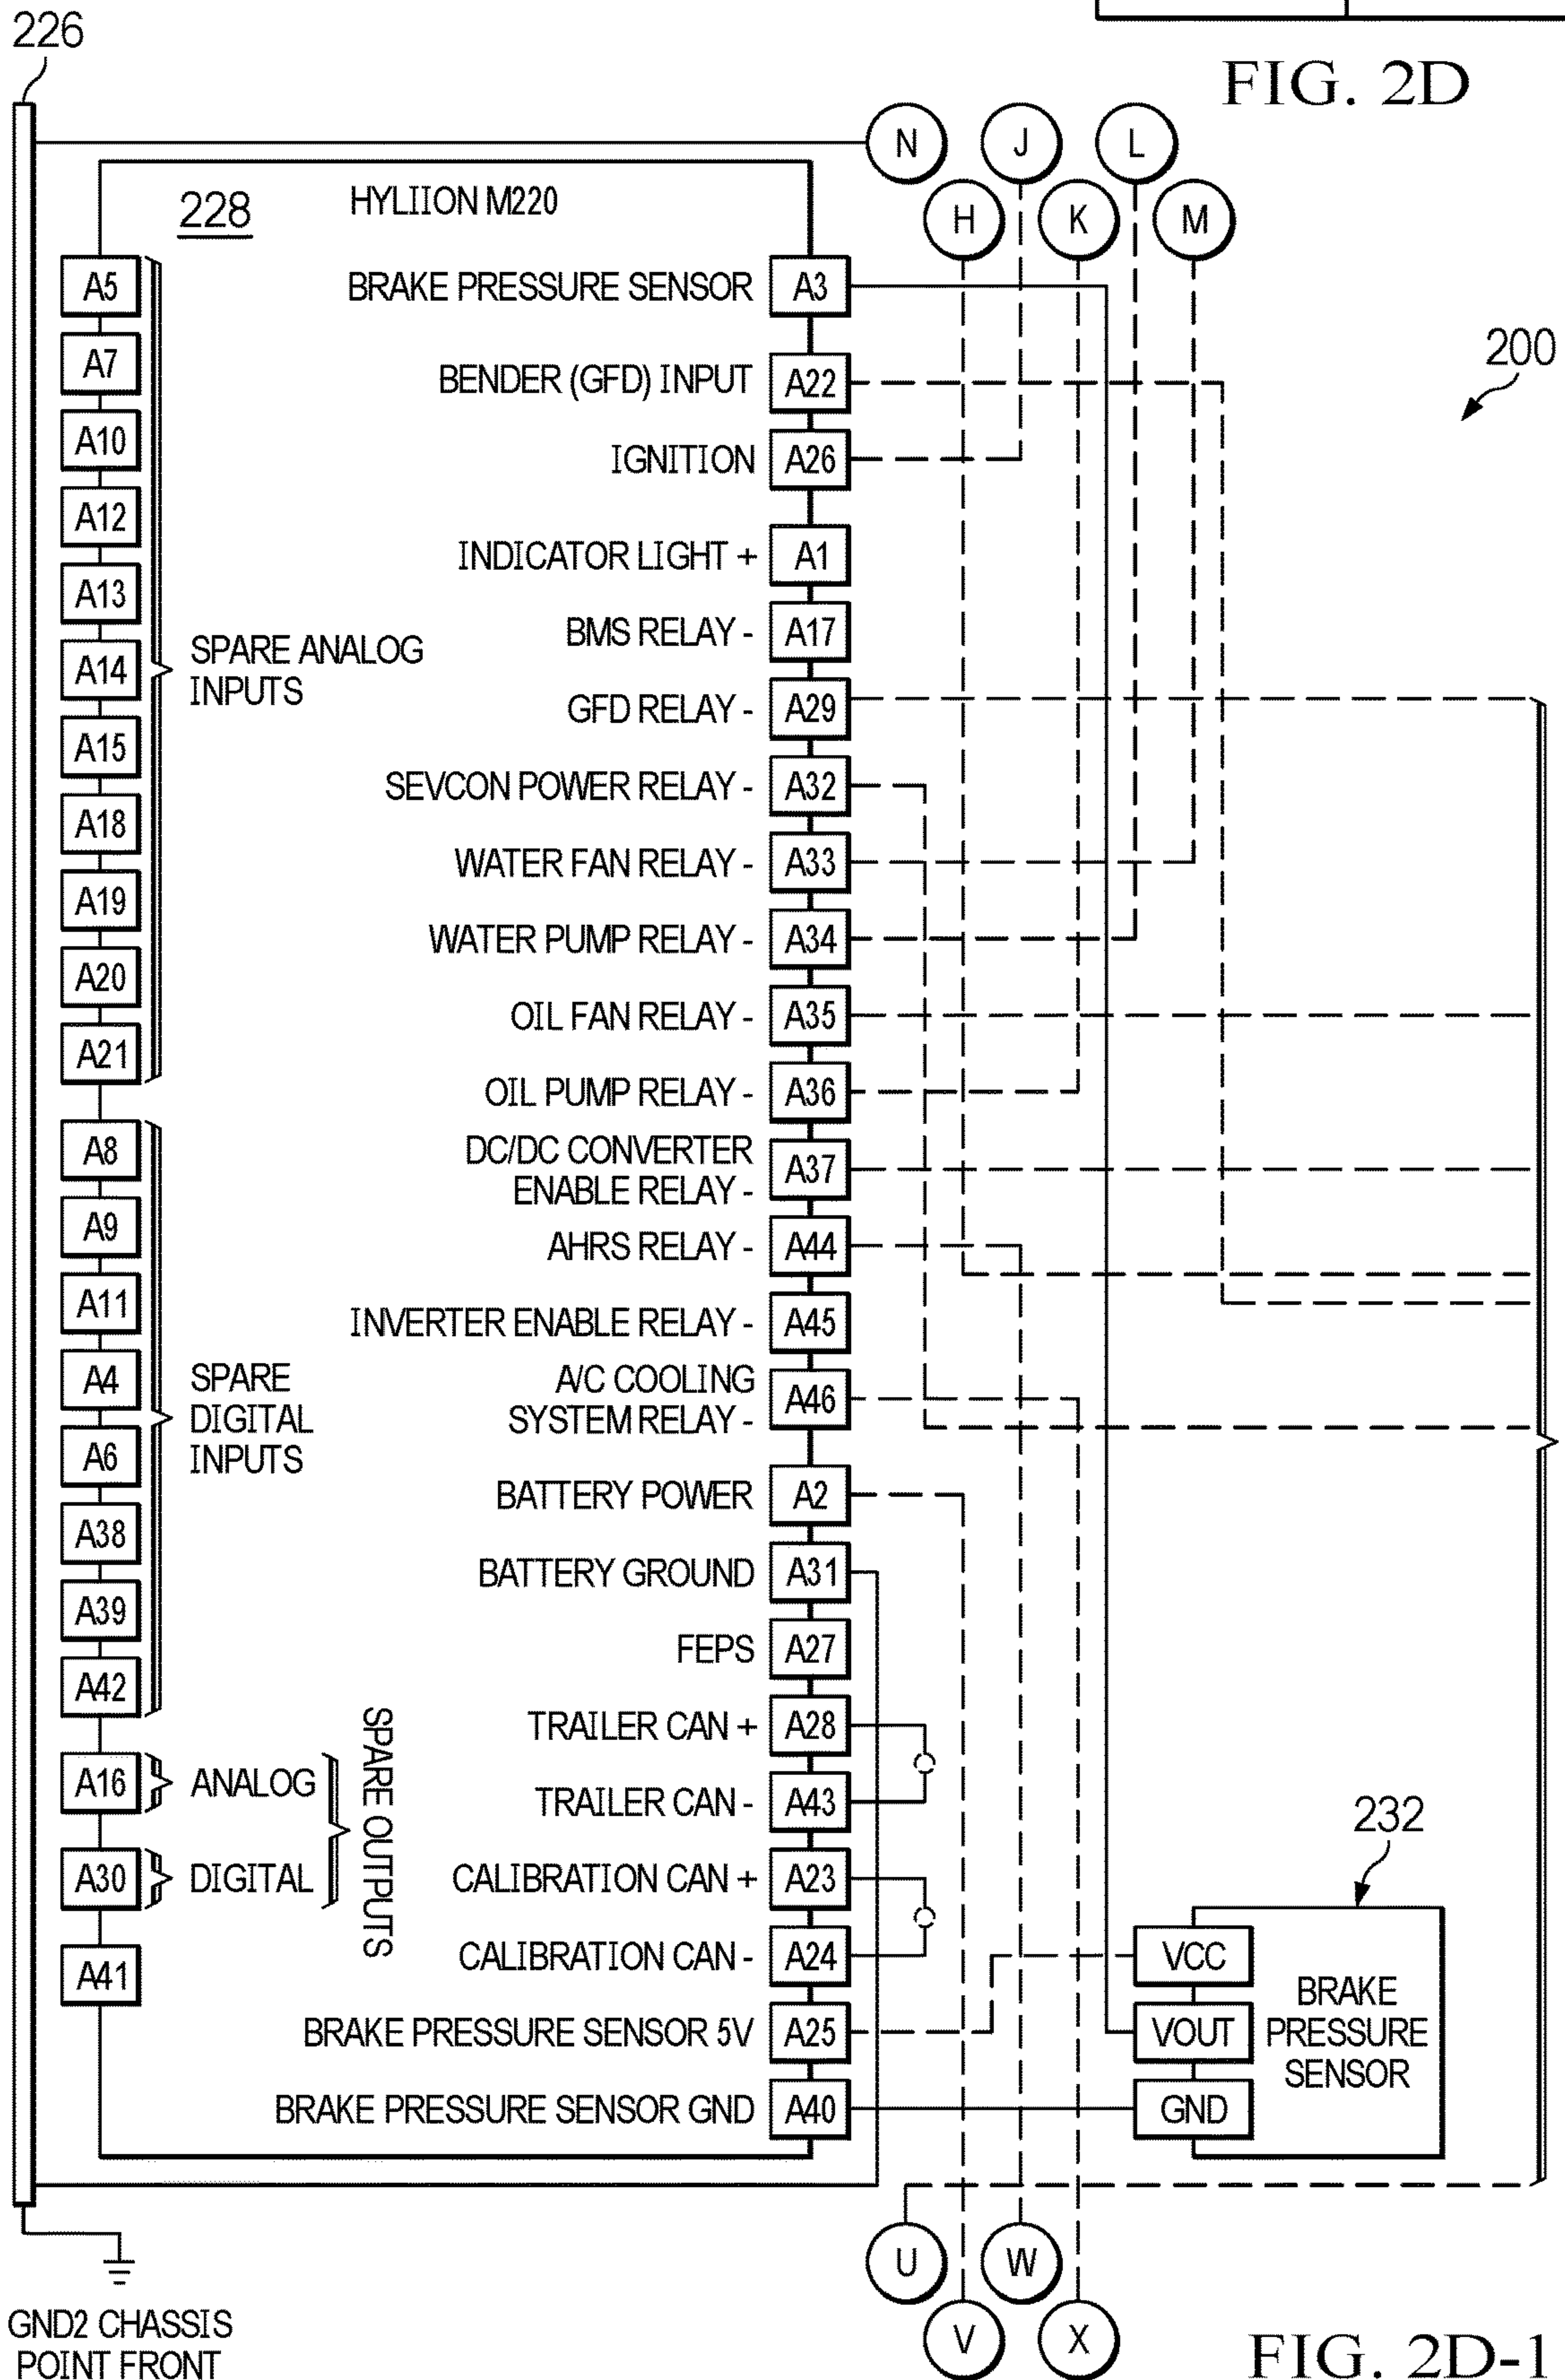 226
FIG. 2D
N
J
L
H
K
M
228
HYLIION M220
200
A5
A7
A10
A12
A13
A14
A15
A18
A19
A20
A21
SPARE ANALOG
INPUTS
A8
A9
A11
A4
A6
A38
A39
A42
SPARE
DIGITAL
INPUTS
A16
ANALOG
A30
DIGITAL
SPARE OUTPUTS
A41
BRAKE PRESSURE SENSOR
A3
BENDER (GFD) INPUT
A22
IGNITION
A26
INDICATOR LIGHT +
A1
BMS RELAY -
A17
GFD RELAY -
A29
SEVCON POWER RELAY -
A32
WATER FAN RELAY -
A33
WATER PUMP RELAY -
A34
OIL FAN RELAY -
A35
OIL PUMP RELAY -
A36
DC/DC CONVERTER
ENABLE RELAY -
A37
AHRS RELAY -
A44
INVERTER ENABLE RELAY -
A45
A/C COOLING
SYSTEM RELAY -
A46
BATTERY POWER
A2
BATTERY GROUND
A31
FEPS
A27
TRAILER CAN +
A28
TRAILER CAN -
A43
CALIBRATION CAN +
A23
CALIBRATION CAN -
A24
BRAKE PRESSURE SENSOR 5V
A25
BRAKE PRESSURE SENSOR GND
A40
232
VCC
VOUT
GND
BRAKE
PRESSURE
SENSOR
U
W
V
X
GND2 CHASSIS
POINT FRONT
FIG. 2D-1